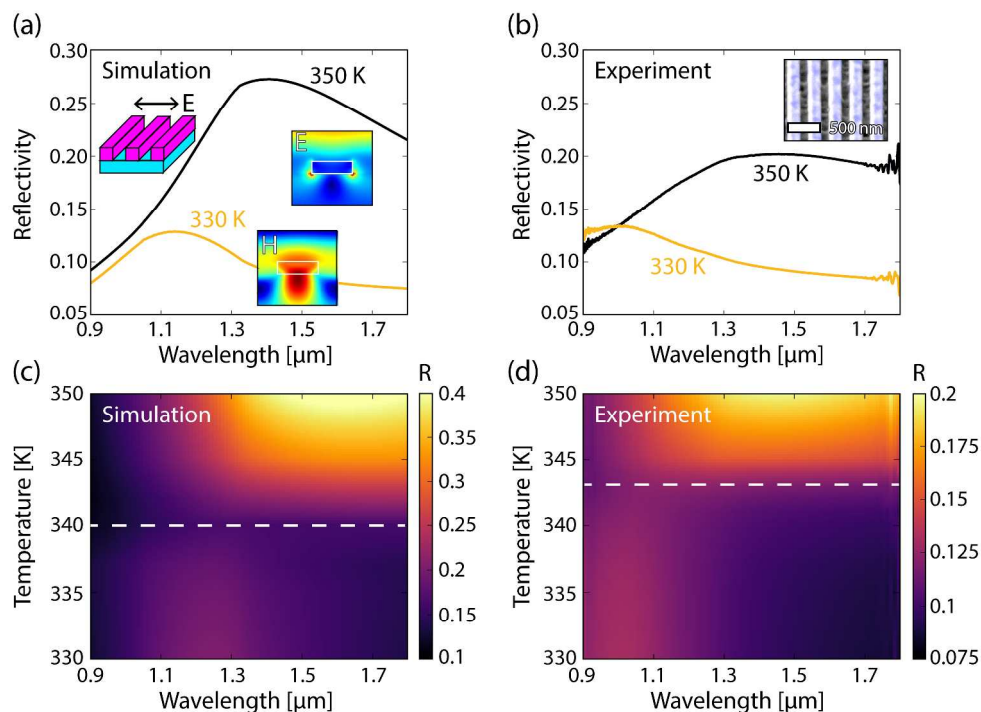 (a)
Simulation
E
350 K
E
330 K
H
0.30
0.25
0.20
0.15
0.10
0.05
Reflectivity
0.9 1.1 1.3 1.5 1.7
Wavelength [μm]
(b)
Experiment
500 nm
350 K
330 K
0.30
0.25
0.20
0.15
0.10
0.05
Reflectivity
0.9 1.1 1.3 1.5 1.7
Wavelength [μm]
(c)
Simulation
350
345
340
335
330
Temperature [K]
0.9 1.1 1.3 1.5 1.7
Wavelength [μm]
R
0.4
0.35
0.3
0.25
0.2
0.15
0.1
(d)
Experiment
350
345
340
335
330
Temperature [K]
0.9 1.1 1.3 1.5 1.7
Wavelength [μm]
R
0.2
0.175
0.15
0.125
0.1
0.075